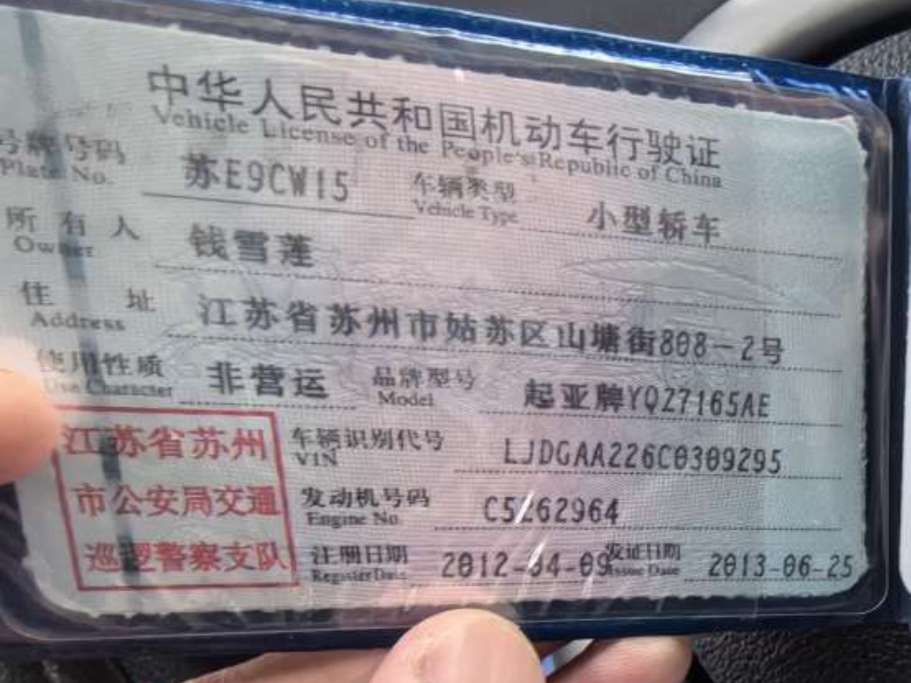 中华人民共和国机动车行驶证
Vehicle License of the People's Republic of China
号牌号码 苏E9CW15 车辆类型 小型轿车
Plate No. Vehicle Type
所有人 钱雪莲
Owner
住址 江苏省苏州市姑苏区山塘街808-2号
Address
使用性质 非营运 品牌型号 起亚牌YQZ7165AE
Use Character Model
江苏省苏州 车辆识别代号 LJDGAA226C0309295
VIN
市公安局交通 发动机号码 C5262964
Engine No.
巡逻警察支队 注册日期 2012-04-09 发证日期 2013-06-25
Register Date Issue Date